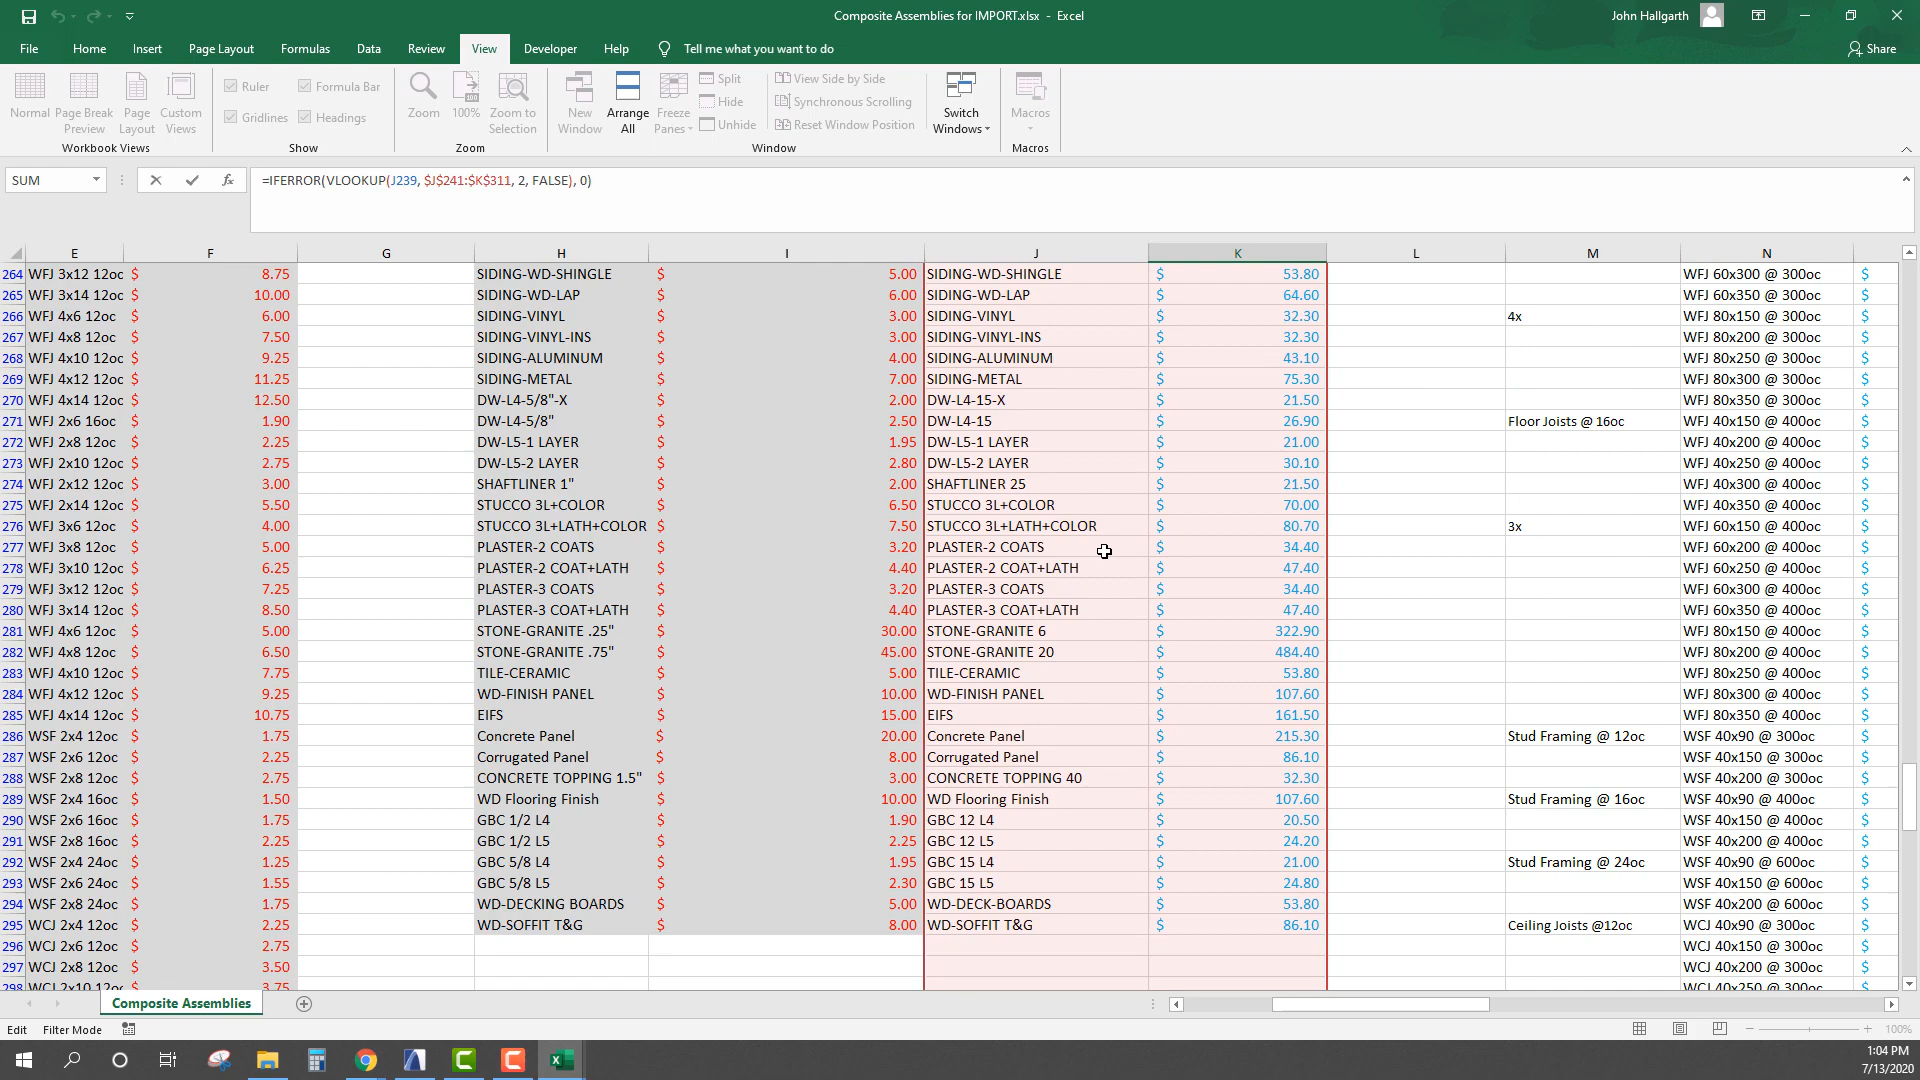 Composite Assemblies for IMPORT.xlsx - Excel
John Hallgarth
File Home Insert Page Layout Formulas Data Review View Developer Help Tell me what you want to do Share
Normal Page Break Preview Page Layout Custom Views
Workbook Views
Ruler Formula Bar
Gridlines Headings
Show
Zoom 100% Zoom to Selection
Zoom
New Window Arrange All Freeze Panes Split Hide Unhide View Side by Side Synchronous Scrolling Reset Window Position Switch Windows
Window
Macros
Macros
SUM =IFERROR(VLOOKUP(J239, $J$241:$K$311, 2, FALSE), 0)
E F G H I J K L M N
264 WFJ 3x12 12oc $ 8.75 SIDING-WD-SHINGLE $ 5.00 SIDING-WD-SHINGLE $ 53.80 WFJ 60x300 @ 300oc $
265 WFJ 3x14 12oc $ 10.00 SIDING-WD-LAP $ 6.00 SIDING-WD-LAP $ 64.60 WFJ 60x350 @ 300oc $
266 WFJ 4x6 12oc $ 6.00 SIDING-VINYL $ 3.00 SIDING-VINYL $ 32.30 4x WFJ 80x150 @ 300oc $
267 WFJ 4x8 12oc $ 7.50 SIDING-VINYL-INS $ 3.00 SIDING-VINYL-INS $ 32.30 WFJ 80x200 @ 300oc $
268 WFJ 4x10 12oc $ 9.25 SIDING-ALUMINUM $ 4.00 SIDING-ALUMINUM $ 43.10 WFJ 80x250 @ 300oc $
269 WFJ 4x12 12oc $ 11.25 SIDING-METAL $ 7.00 SIDING-METAL $ 75.30 WFJ 80x300 @ 300oc $
270 WFJ 4x14 12oc $ 12.50 DW-L4-5/8"-X $ 2.00 DW-L4-15-X $ 21.50 WFJ 80x350 @ 300oc $
271 WFJ 2x6 16oc $ 1.90 DW-L4-5/8" $ 2.50 DW-L4-15 $ 26.90 Floor Joists @ 16oc WFJ 40x150 @ 400oc $
272 WFJ 2x8 12oc $ 2.25 DW-L5-1 LAYER $ 1.95 DW-L5-1 LAYER $ 21.00 WFJ 40x200 @ 400oc $
273 WFJ 2x10 12oc $ 2.75 DW-L5-2 LAYER $ 2.80 DW-L5-2 LAYER $ 30.10 WFJ 40x250 @ 400oc $
274 WFJ 2x12 12oc $ 3.00 SHAFTLINER 1" $ 2.00 SHAFTLINER 25 $ 21.50 WFJ 40x300 @ 400oc $
275 WFJ 2x14 12oc $ 5.50 STUCCO 3L+COLOR $ 6.50 STUCCO 3L+COLOR $ 70.00 WFJ 40x350 @ 400oc $
276 WFJ 3x6 12oc $ 4.00 STUCCO 3L+LATH+COLOR $ 7.50 STUCCO 3L+LATH+COLOR $ 80.70 3x WFJ 60x150 @ 400oc $
277 WFJ 3x8 12oc $ 5.00 PLASTER-2 COATS $ 3.20 PLASTER-2 COATS $ 34.40 WFJ 60x200 @ 400oc $
278 WFJ 3x10 12oc $ 6.25 PLASTER-2 COAT+LATH $ 4.40 PLASTER-2 COAT+LATH $ 47.40 WFJ 60x250 @ 400oc $
279 WFJ 3x12 12oc $ 7.25 PLASTER-3 COATS $ 3.20 PLASTER-3 COATS $ 34.40 WFJ 60x300 @ 400oc $
280 WFJ 3x14 12oc $ 8.50 PLASTER-3 COAT+LATH $ 4.40 PLASTER-3 COAT+LATH $ 47.40 WFJ 60x350 @ 400oc $
281 WFJ 4x6 12oc $ 5.00 STONE-GRANITE .25" $ 30.00 STONE-GRANITE 6 $ 322.90 WFJ 80x150 @ 400oc $
282 WFJ 4x8 12oc $ 6.50 STONE-GRANITE .75" $ 45.00 STONE-GRANITE 20 $ 484.40 WFJ 80x200 @ 400oc $
283 WFJ 4x10 12oc $ 7.75 TILE-CERAMIC $ 5.00 TILE-CERAMIC $ 53.80 WFJ 80x250 @ 400oc $
284 WFJ 4x12 12oc $ 9.25 WD-FINISH PANEL $ 10.00 WD-FINISH PANEL $ 107.60 WFJ 80x300 @ 400oc $
285 WFJ 4x14 12oc $ 10.75 EIFS $ 15.00 EIFS $ 161.50 WFJ 80x350 @ 400oc $
286 WSF 2x4 12oc $ 1.75 Concrete Panel $ 20.00 Concrete Panel $ 215.30 Stud Framing @ 12oc WSF 40x90 @ 300oc $
287 WSF 2x6 12oc $ 2.25 Corrugated Panel $ 8.00 Corrugated Panel $ 86.10 WSF 40x150 @ 300oc $
288 WSF 2x8 12oc $ 2.75 CONCRETE TOPPING 1.5" $ 3.00 CONCRETE TOPPING 40 $ 32.30 WSF 40x200 @ 300oc $
289 WSF 2x4 16oc $ 1.50 WD Flooring Finish $ 10.00 WD Flooring Finish $ 107.60 Stud Framing @ 16oc WSF 40x90 @ 400oc $
290 WSF 2x6 16oc $ 1.75 GBC 1/2 L4 $ 1.90 GBC 12 L4 $ 20.50 WSF 40x150 @ 400oc $
291 WSF 2x8 16oc $ 2.25 GBC 1/2 L5 $ 2.25 GBC 12 L5 $ 24.20 WSF 40x200 @ 400oc $
292 WSF 2x4 24oc $ 1.25 GBC 5/8 L4 $ 1.95 GBC 15 L4 $ 21.00 Stud Framing @ 24oc WSF 40x90 @ 600oc $
293 WSF 2x6 24oc $ 1.55 GBC 5/8 L5 $ 2.30 GBC 15 L5 $ 24.80 WSF 40x150 @ 600oc $
294 WSF 2x8 24oc $ 1.75 WD-DECKING BOARDS $ 5.00 WD-DECK-BOARDS $ 53.80 WSF 40x200 @ 600oc $
295 WCJ 2x4 12oc $ 2.25 WD-SOFFIT T&G $ 8.00 WD-SOFFIT T&G $ 86.10 Ceiling Joists @12oc WCJ 40x90 @ 300oc $
296 WCJ 2x6 12oc $ 2.75 WCJ 40x150 @ 300oc $
297 WCJ 2x8 12oc $ 3.50 WCJ 40x200 @ 300oc $
298 WCJ 2x10 12oc $ 3.75 WCJ 40x250 @ 300oc $
Composite Assemblies
Edit Filter Mode 100%
1:04 PM
7/13/2020